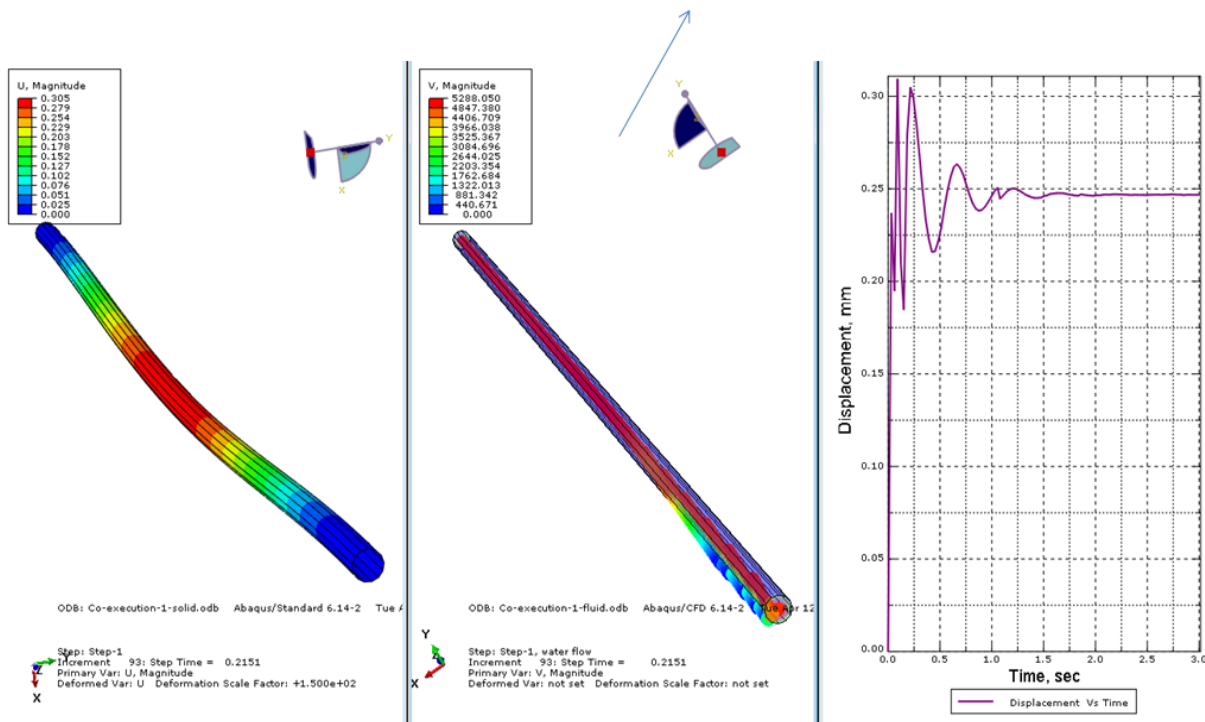 U, Magnitude
0.305
0.279
0.254
0.229
0.203
0.178
0.152
0.127
0.102
0.076
0.051
0.025
0.000
Y
Z
X
ODB: Co-execution-1-solid.odb Abaqus/Standard 6.14-2 Tue A
Step: Step-1
Increment 93: Step Time = 0.2151
Primary Var: U, Magnitude
Deformed Var: U Deformation Scale Factor: +1.500e+02
Y
Z
X
V, Magnitude
5288.050
4847.380
4406.709
3966.038
3525.367
3084.696
2644.025
2203.354
1762.684
1322.013
881.342
440.671
0.000
Y
Z
X
ODB: Co-execution-1-fluid.odb Abaqus/CFD 6.14-2 Tue Apr 12
Step: Step-1, water flow
Increment 93: Step Time = 0.2151
Primary Var: V, Magnitude
Deformed Var: not set Deformation Scale Factor: not set
Y
Z
X
Displacement, mm
0.30
0.25
0.20
0.15
0.10
0.05
0.00
0.0 0.5 1.0 1.5 2.0 2.5 3.0
Time, sec
Displacement Vs Time